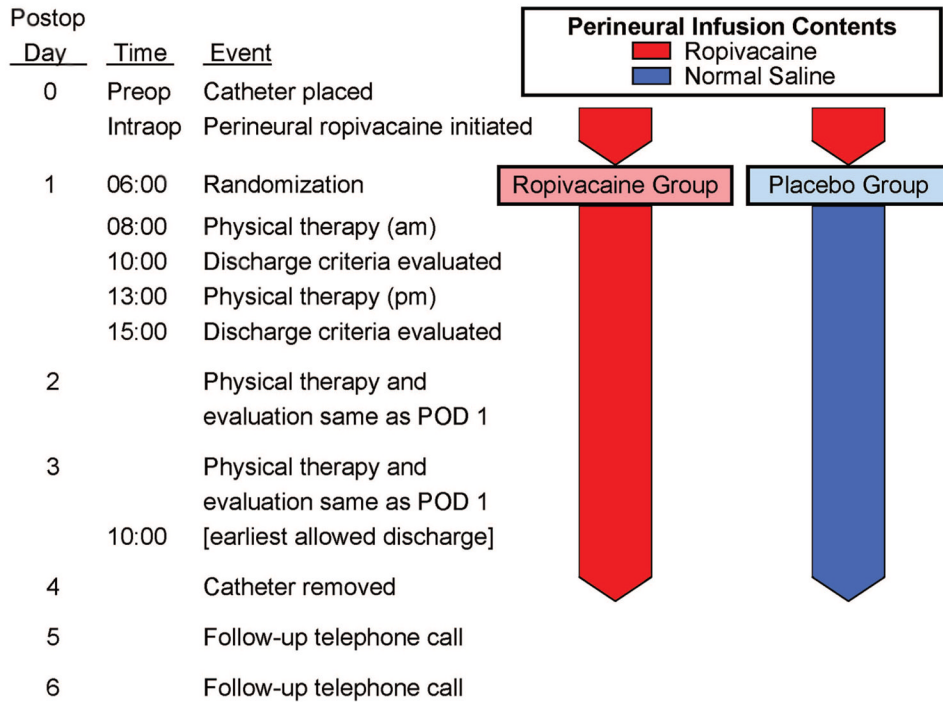 Postop
Day Time Event
0 Preop Catheter placed
Intraop Perineural ropivacaine initiated
1 06:00 Randomization
08:00 Physical therapy (am)
10:00 Discharge criteria evaluated
13:00 Physical therapy (pm)
15:00 Discharge criteria evaluated
2 Physical therapy and
evaluation same as POD 1
3 Physical therapy and
evaluation same as POD 1
10:00 [earliest allowed discharge]
4 Catheter removed
5 Follow-up telephone call
6 Follow-up telephone call
Perineural Infusion Contents
Ropivacaine
Normal Saline
Ropivacaine Group
Placebo Group